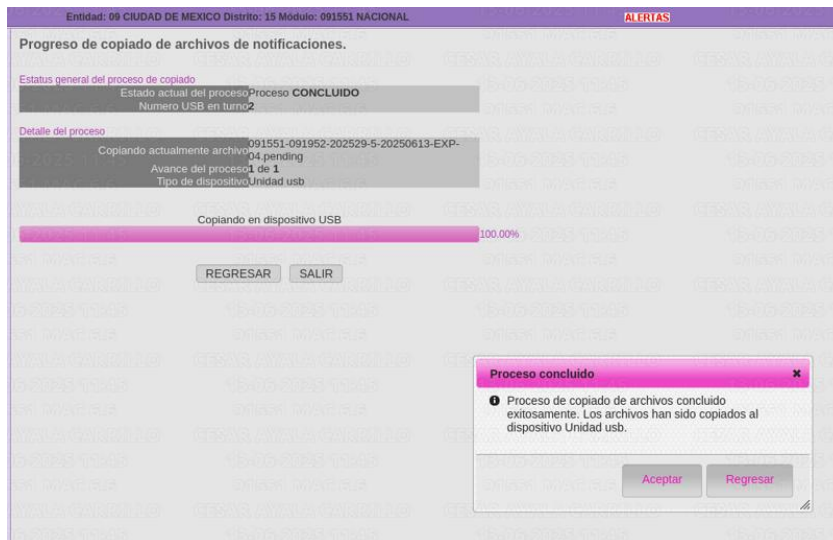 Entidad: 09 CIUDAD DE MEXICO Distrito: 15 Módulo: 091551 NACIONAL
ALERTAS
Progreso de copiado de archivos de notificaciones.
Estatus general del proceso de copiado
Estado actual del proceso Proceso CONCLUIDO
Numero USB en turno 2
Detalle del proceso
Copiando actualmente archivo 091551-091952-202529-5-20250613-EXP-
04.pending
Avance del proceso 1 de 1
Tipo de dispositivo Unidad usb
Copiando en dispositivo USB
100.00%
REGRESAR SALIR
Proceso concluido
Proceso de copiado de archivos concluido
exitosamente. Los archivos han sido copiados al
dispositivo Unidad usb.
Aceptar Regresar